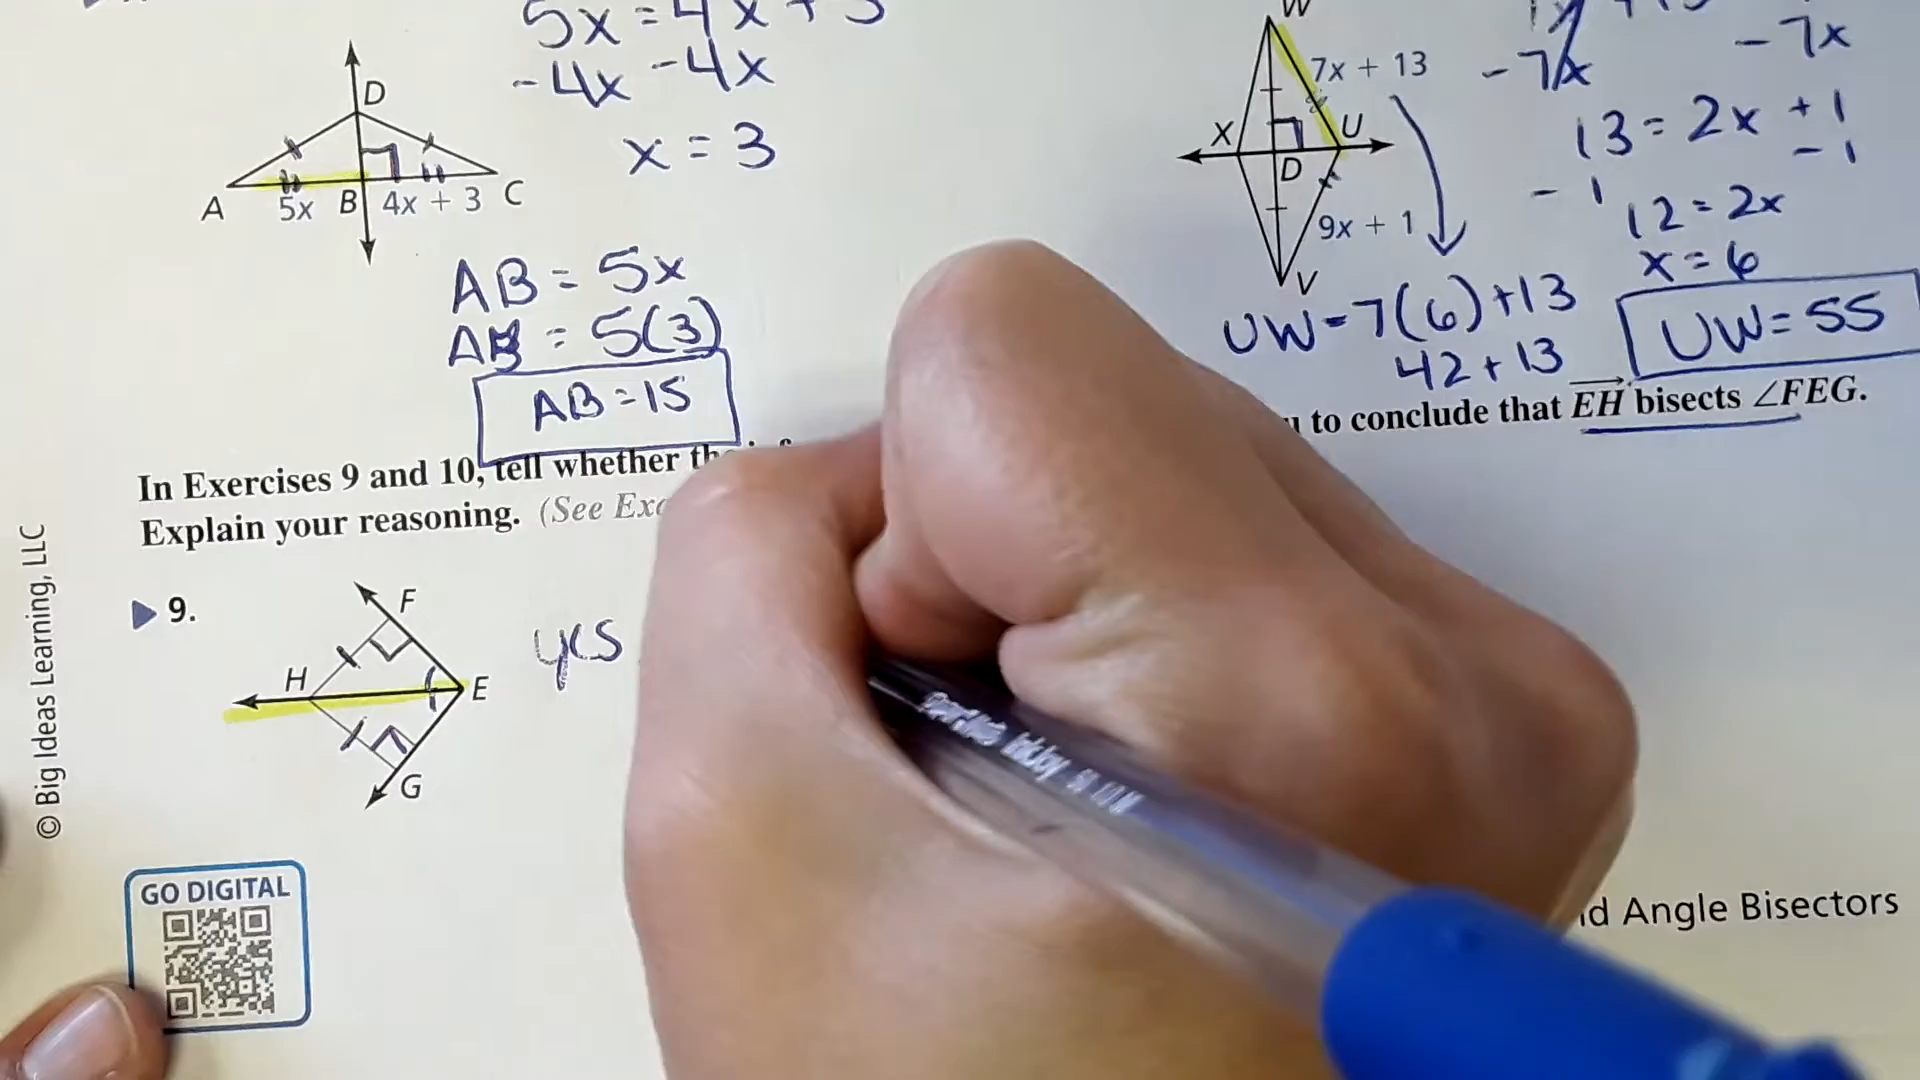 5x = 4x + 3
-4x -4x
x = 3
D
A 5x B 4x + 3 C
AB = 5x
AB = 5(3)
AB = 15
W
7x + 13
X U
D
9x + 1
V
-7x -7x
13 = 2x + 1
-1 -1
12 = 2x
x = 6
UW = 7(6) + 13
42 + 13
UW = 55
In Exercises 9 and 10, tell whether
to conclude that EH bisects ∠FEG.
Explain your reasoning. (See
9.
F
H E
G
yes
© Big Ideas Learning, LLC
GO DIGITAL
Angle Bisectors